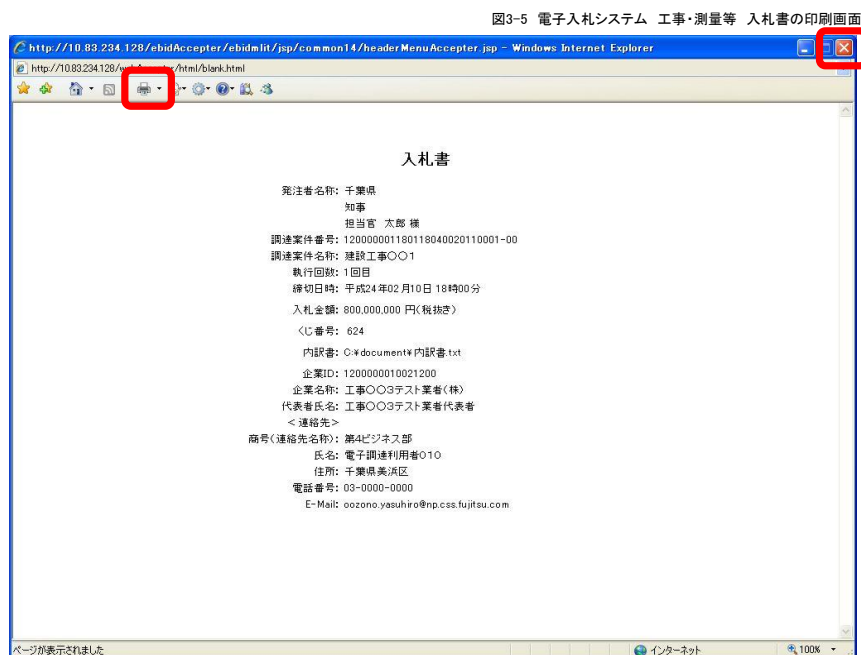 図3-5 電子入札システム 工事・測量等 入札書の印刷画面
http://10.83.234.128/ebidAccepter/ebidmlit/jsp/common14/headerMenuAccepter.jsp - Windows Internet Explorer
http://10.83.234.128/web Accepter/html/blank.html
入札書
発注者名称: 千葉県
知事
担当官 太郎 様
調達案件番号: 120000001180118040020110001-00
調達案件名称: 建設工事〇〇1
執行回数: 1回目
締切日時: 平成24年02月10日 18時00分
入札金額: 800,000,000 円(税抜き)
くじ番号: 624
内訳書: C:¥document¥内訳書.txt
企業ID: 1200000010021200
企業名称: 工事〇〇3テスト業者(株)
代表者氏名: 工事〇〇3テスト業者代表者
<連絡先>
商号(連絡先名称): 第4ビジネス部
氏名: 電子調達利用者010
住所: 千葉県美浜区
電話番号: 03-0000-0000
E-Mail: oozono.yasuhiro@np.css.fujitsu.com
ページが表示されました インターネット 100%